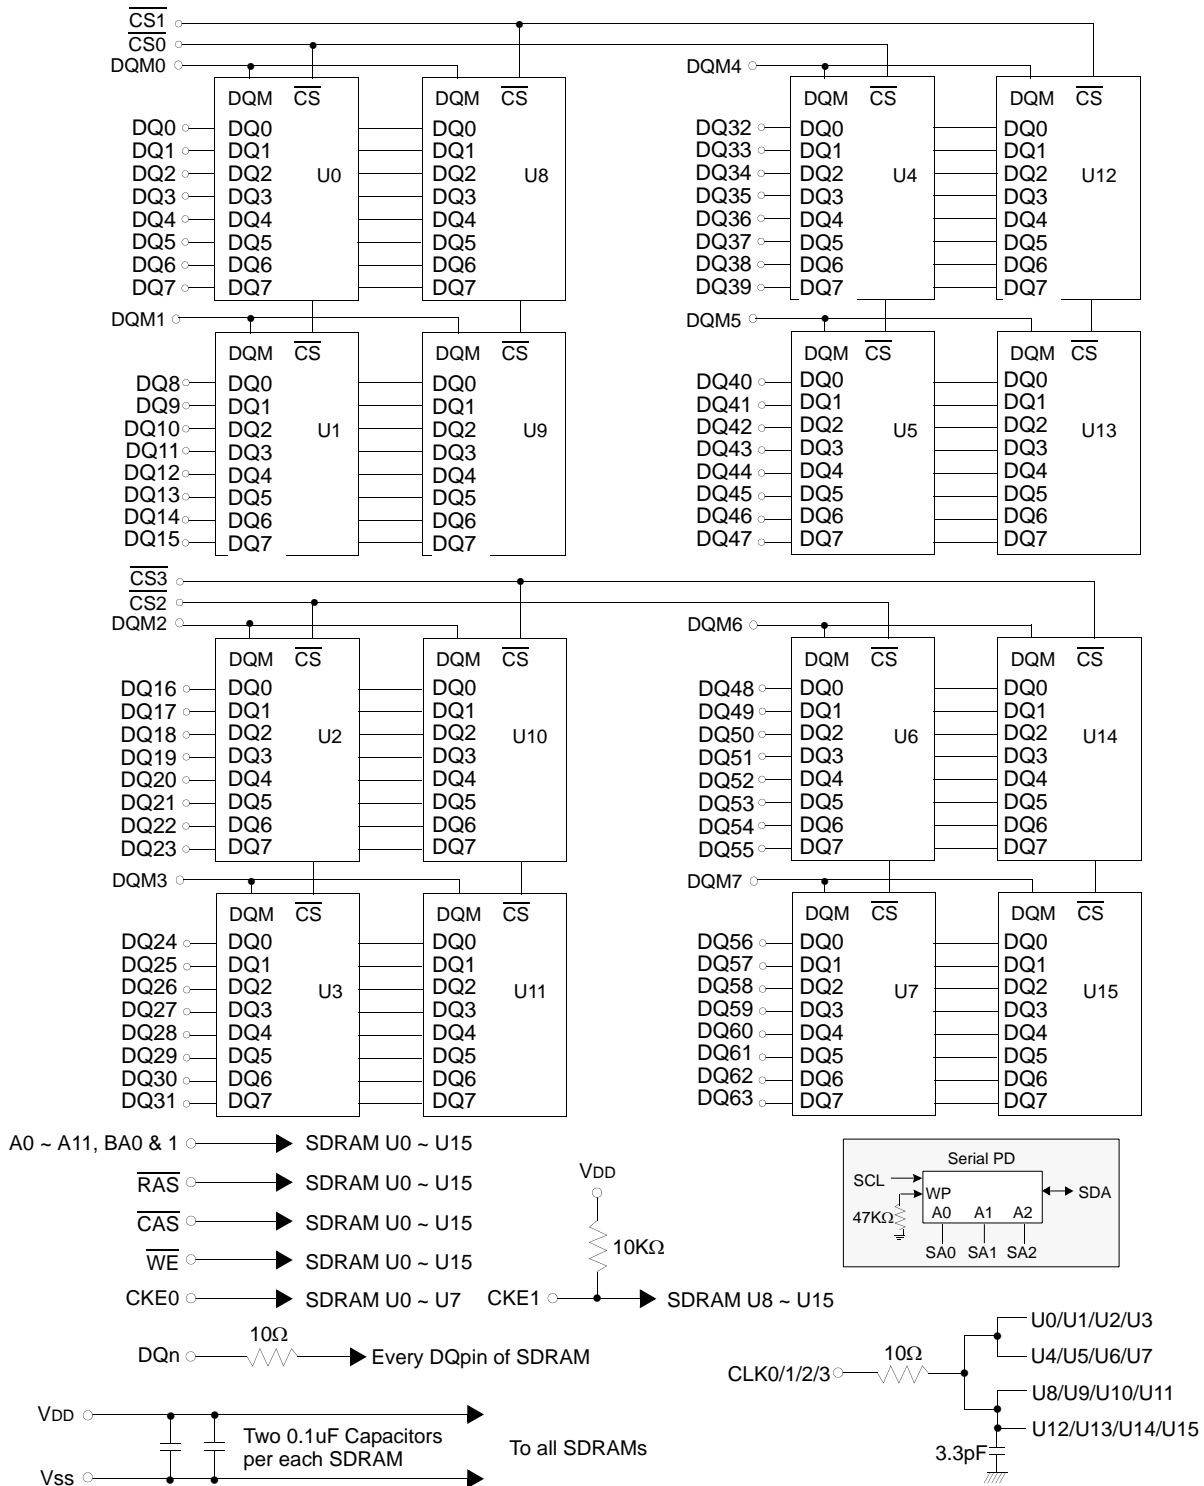 CS1
CS0
DQM0
DQM CS
DQ0 DQ0
DQ1 DQ1
DQ2 DQ2
DQ3 DQ3
DQ4 DQ4
DQ5 DQ5
DQ6 DQ6
DQ7 DQ7
U0
DQM CS
DQ0
DQ1
DQ2
DQ3
DQ4
DQ5
DQ6
DQ7
U8
DQM4
DQM CS
DQ32 DQ0
DQ33 DQ1
DQ34 DQ2
DQ35 DQ3
DQ36 DQ4
DQ37 DQ5
DQ38 DQ6
DQ39 DQ7
U4
DQM CS
DQ0
DQ1
DQ2
DQ3
DQ4
DQ5
DQ6
DQ7
U12
DQM1
DQM CS
DQ8 DQ0
DQ9 DQ1
DQ10 DQ2
DQ11 DQ3
DQ12 DQ4
DQ13 DQ5
DQ14 DQ6
DQ15 DQ7
U1
DQM CS
DQ0
DQ1
DQ2
DQ3
DQ4
DQ5
DQ6
DQ7
U9
DQM5
DQM CS
DQ40 DQ0
DQ41 DQ1
DQ42 DQ2
DQ43 DQ3
DQ44 DQ4
DQ45 DQ5
DQ46 DQ6
DQ47 DQ7
U5
DQM CS
DQ0
DQ1
DQ2
DQ3
DQ4
DQ5
DQ6
DQ7
U13
CS3
CS2
DQM2
DQM CS
DQ16 DQ0
DQ17 DQ1
DQ18 DQ2
DQ19 DQ3
DQ20 DQ4
DQ21 DQ5
DQ22 DQ6
DQ23 DQ7
U2
DQM CS
DQ0
DQ1
DQ2
DQ3
DQ4
DQ5
DQ6
DQ7
U10
DQM6
DQM CS
DQ48 DQ0
DQ49 DQ1
DQ50 DQ2
DQ51 DQ3
DQ52 DQ4
DQ53 DQ5
DQ54 DQ6
DQ55 DQ7
U6
DQM CS
DQ0
DQ1
DQ2
DQ3
DQ4
DQ5
DQ6
DQ7
U14
DQM3
DQM CS
DQ24 DQ0
DQ25 DQ1
DQ26 DQ2
DQ27 DQ3
DQ28 DQ4
DQ29 DQ5
DQ30 DQ6
DQ31 DQ7
U3
DQM CS
DQ0
DQ1
DQ2
DQ3
DQ4
DQ5
DQ6
DQ7
U11
DQM7
DQM CS
DQ56 DQ0
DQ57 DQ1
DQ58 DQ2
DQ59 DQ3
DQ60 DQ4
DQ61 DQ5
DQ62 DQ6
DQ63 DQ7
U7
DQM CS
DQ0
DQ1
DQ2
DQ3
DQ4
DQ5
DQ6
DQ7
U15
A0 ~ A11, BA0 & 1 SDRAM U0 ~ U15
RAS SDRAM U0 ~ U15
CAS SDRAM U0 ~ U15
WE SDRAM U0 ~ U15
CKE0 SDRAM U0 ~ U7
VDD
10KΩ
CKE1 SDRAM U8 ~ U15
Serial PD
SCL
WP
SDA
47KΩ
A0 A1 A2
SA0 SA1 SA2
10Ω
DQn Every DQpin of SDRAM
CLK0/1/2/3
10Ω
U0/U1/U2/U3
U4/U5/U6/U7
U8/U9/U10/U11
U12/U13/U14/U15
3.3pF
VDD
Two 0.1uF Capacitors
per each SDRAM
To all SDRAMs
Vss